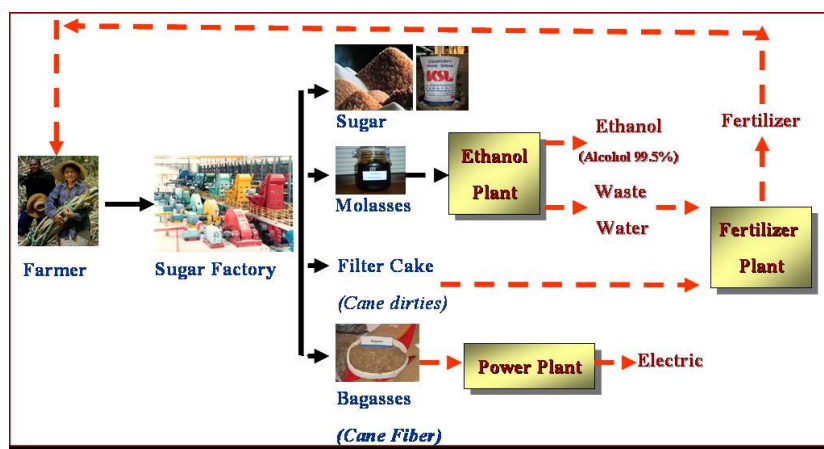 KSL
Sugar
Ethanol
(Alcohol 99.5%)
Fertilizer
Ethanol
Plant
Molasses
Waste
Water
Fertilizer
Plant
Farmer
Sugar Factory
Filter Cake
(Cane dirties)
Power Plant
Electric
Bagasses
(Cane Fiber)